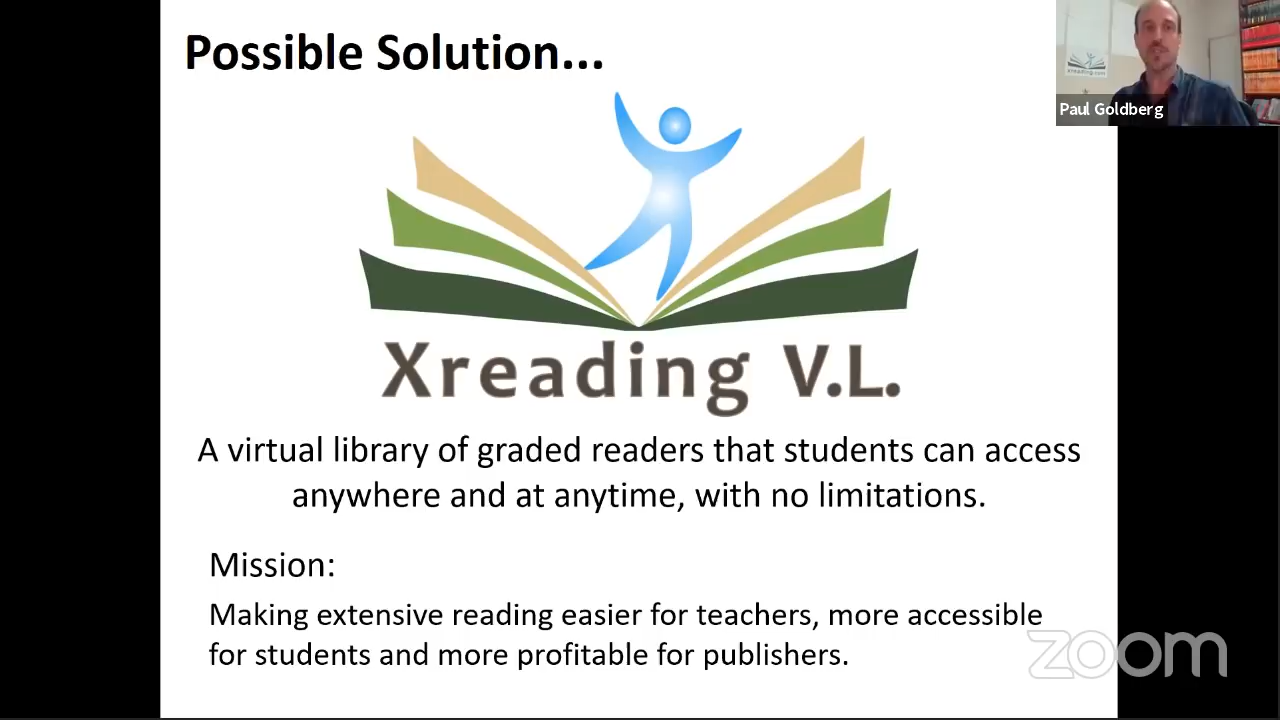 Possible Solution...
xreading.com
Paul Goldberg
Xreading V.L.
A virtual library of graded readers that students can access
anywhere and at anytime, with no limitations.
Mission:
Making extensive reading easier for teachers, more accessible
for students and more profitable for publishers.
zoom